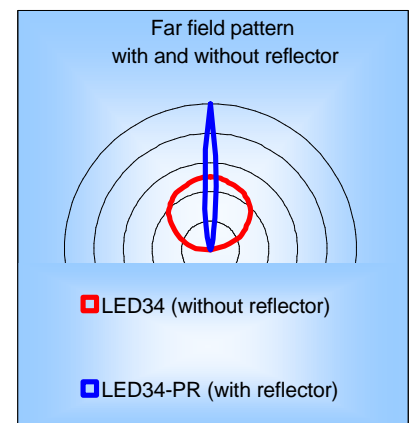 Far field pattern
with and without reflector
LED34 (without reflector)
LED34-PR (with reflector)